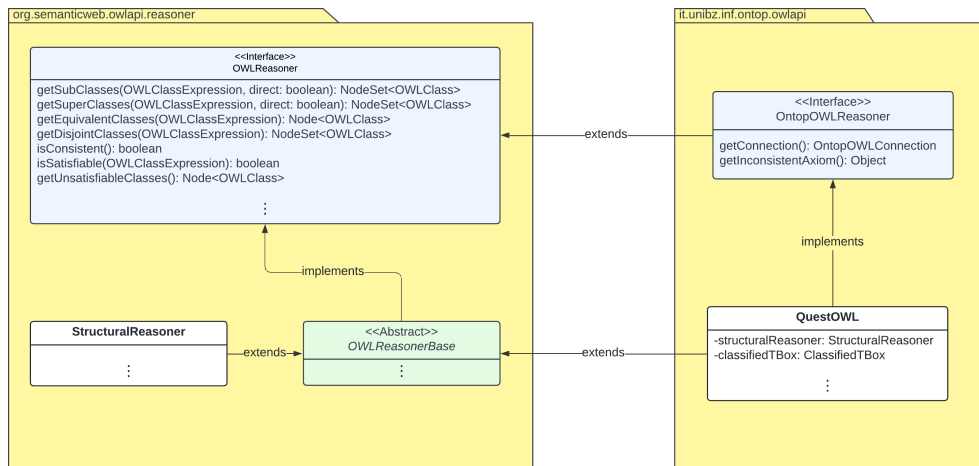 org.semanticweb.owlapi.reasoner
<<Interface>>
OWLReasoner
getSubClasses(OWLClassExpression, direct: boolean): NodeSet<OWLClass>
getSuperClasses(OWLClassExpression, direct: boolean): NodeSet<OWLClass>
getEquivalentClasses(OWLClassExpression): Node<OWLClass>
getDisjointClasses(OWLClassExpression): NodeSet<OWLClass>
isConsistent(): boolean
isSatisfiable(OWLClassExpression): boolean
getUnsatisfiableClasses(): Node<OWLClass>
⋮
implements
StructuralReasoner
⋮
extends
<<Abstract>>
OWLReasonerBase
⋮
extends
extends
it.unibz.inf.ontop.owlapi
<<Interface>>
OntopOWLReasoner
getConnection(): OntopOWLConnection
getInconsistentAxiom(): Object
implements
QuestOWL
-structuralReasoner: StructuralReasoner
-classifiedTBox: ClassifiedTBox
⋮